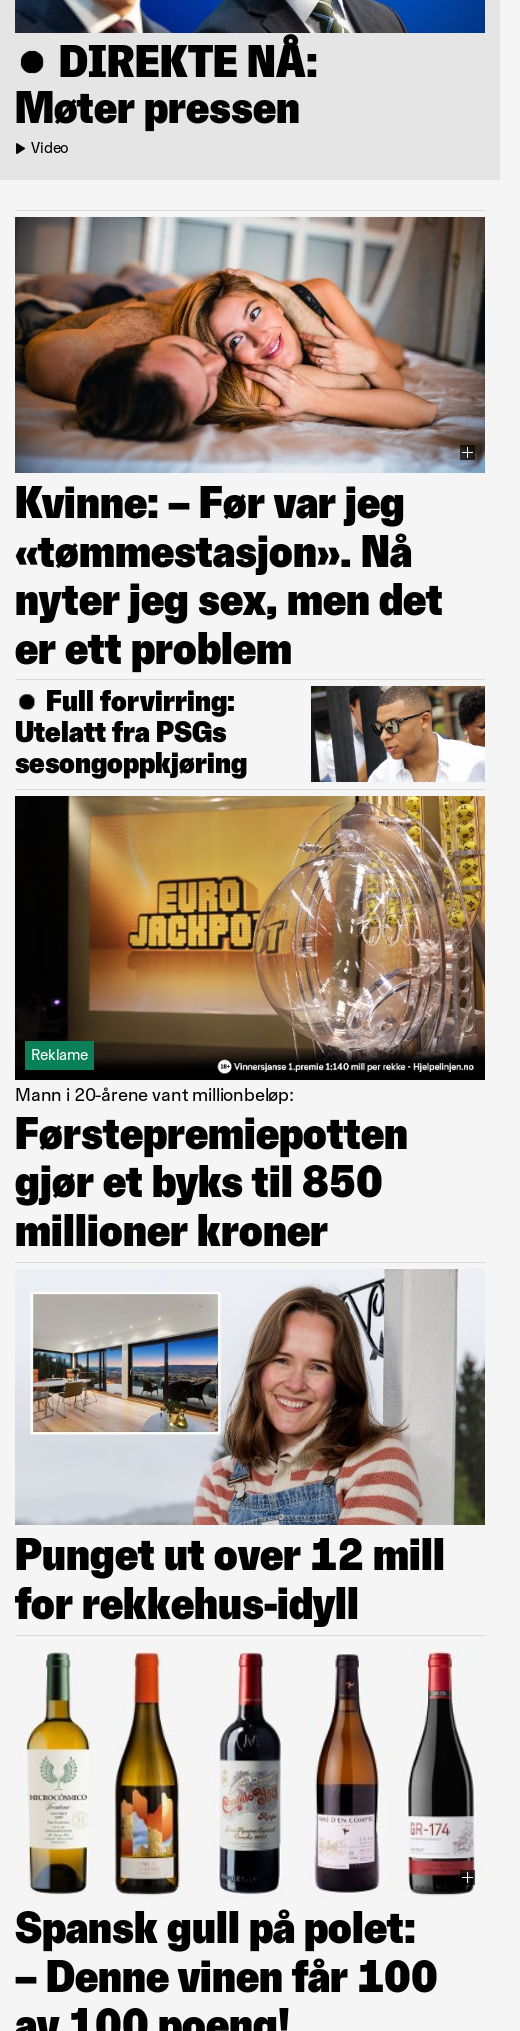 ● DIREKTE NÅ:
Møter pressen
Video
Kvinne: – Før var jeg
«tømmestasjon». Nå
nyter jeg sex, men det
er ett problem
● Full forvirring:
Utelatt fra PSGs
sesongoppkjøring
EURO
JACKPOT
Reklame
18+ Vinnersjanse 1.premie 1:140 mill per rekke - Hjelpelinjen.no
Mann i 20-årene vant millionbeløp:
Førstepremiepotten
gjør et byks til 850
millioner kroner
Punget ut over 12 mill
for rekkehus-idyll
MICROCÓSMICO
GR-174
Spansk gull på polet:
– Denne vinen får 100
av 100 poeng!